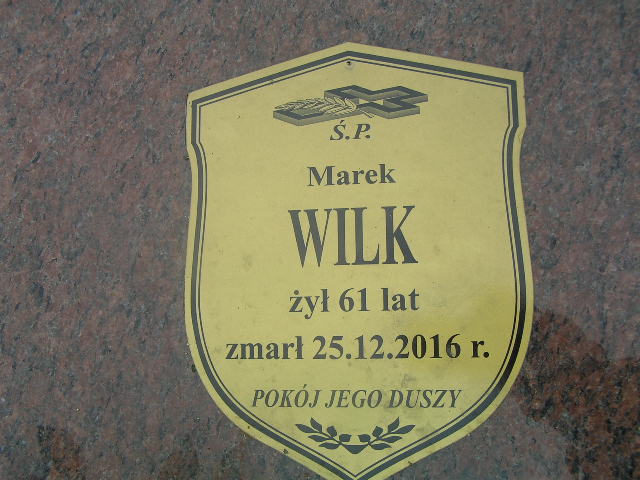 Ś.P.
Marek
WILK
żył 61 lat
zmarł 25.12.2016 r.
POKÓJ JEGO DUSZY